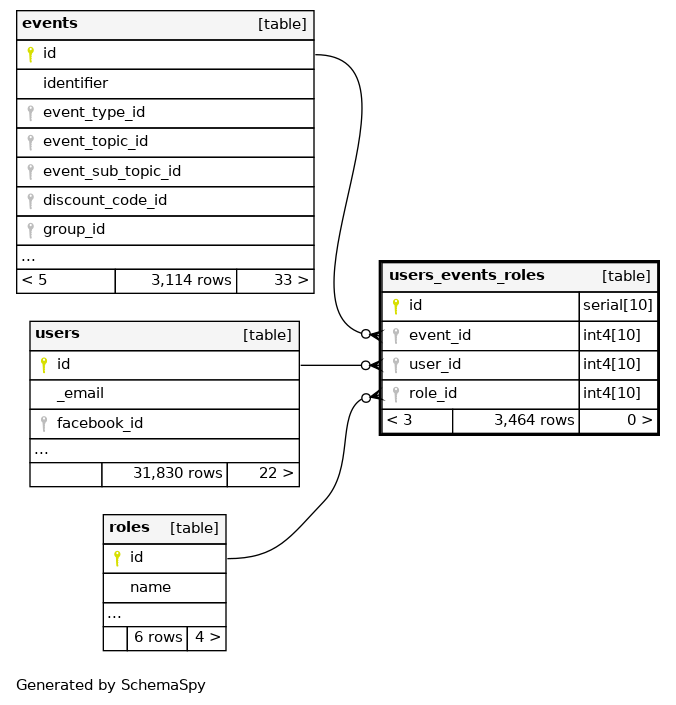 events [table]
id
identifier
event_type_id
event_topic_id
event_sub_topic_id
discount_code_id
group_id
...
< 5 3,114 rows 33 >
users_events_roles [table]
id serial[10]
event_id int4[10]
user_id int4[10]
role_id int4[10]
< 3 3,464 rows 0 >
users [table]
id
_email
facebook_id
...
31,830 rows 22 >
roles [table]
id
name
...
6 rows 4 >
Generated by SchemaSpy